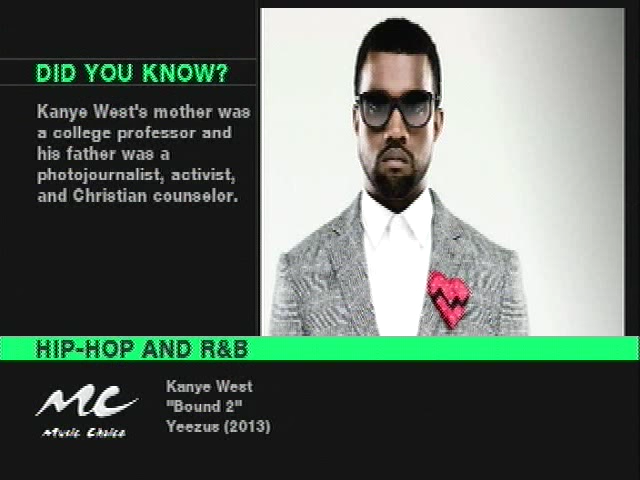 DID YOU KNOW?
Kanye West's mother was
a college professor and
his father was a
photojournalist, activist,
and Christian counselor.
HIP-HOP AND R&B
MC
Music Choice
Kanye West
"Bound 2"
Yeezus (2013)